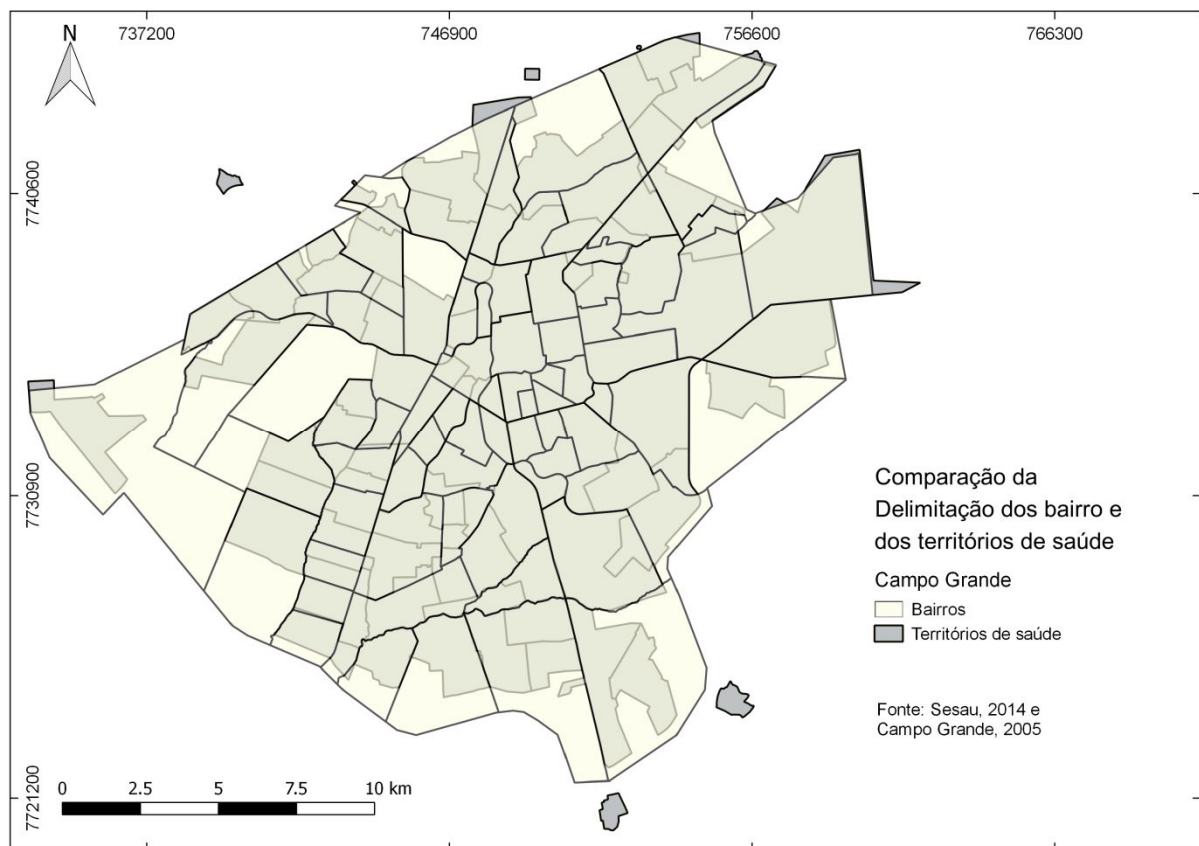 737200
746900
756600
766300
N
7740600
7730900
7721200
Comparação da
Delimitação dos bairro e
dos territórios de saúde
Campo Grande
Bairros
Territórios de saúde
Fonte: Sesau, 2014 e
Campo Grande, 2005
0 2.5 5 7.5 10 km